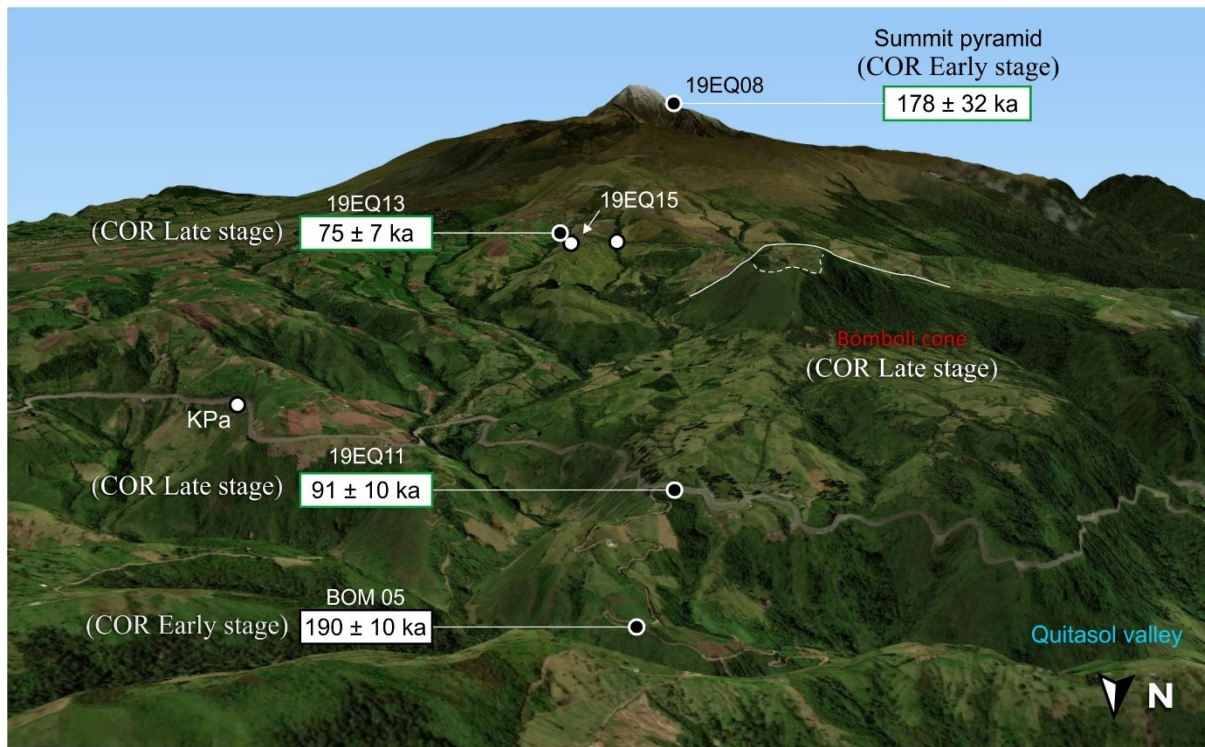 Summit pyramid
(COR Early stage)
19EQ08
178 ± 32 ka
19EQ13
19EQ15
(COR Late stage)
75 ± 7 ka
Bómboli cone
(COR Late stage)
KPa
19EQ11
(COR Late stage)
91 ± 10 ka
BOM 05
(COR Early stage)
190 ± 10 ka
Quitasol valley
N